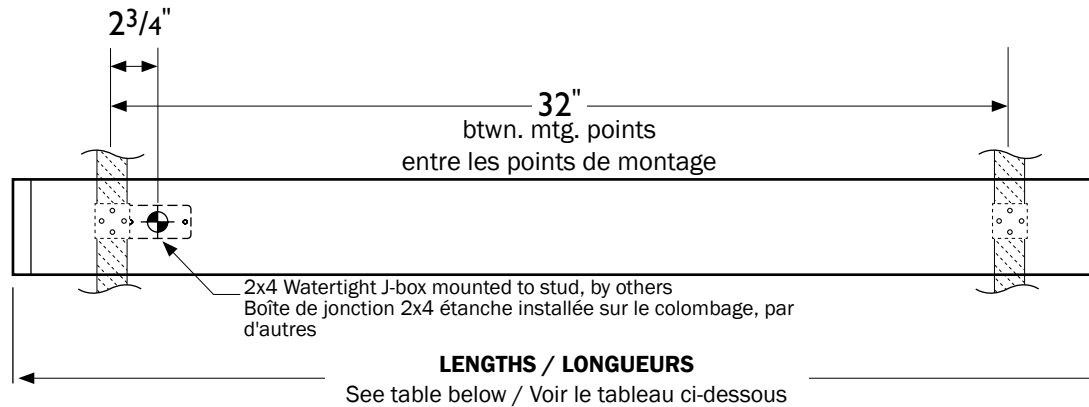 2 3/4"
32"
btwn. mtg. points
entre les points de montage
2x4 Watertight J-box mounted to stud, by others
Boîte de jonction 2x4 étanche installée sur le colombage, par
d'autres
LENGTHS / LONGUEURS
See table below / Voir le tableau ci-dessous